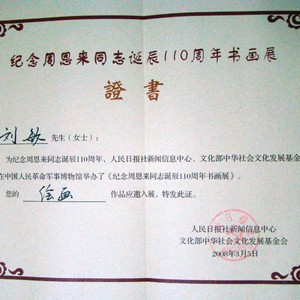 纪念周恩来同志诞辰110周年书画展
證書
刘敏 先生(女士):
为纪念周恩来同志诞辰110周年,人民日报社新闻信息中心、文化部中华社会文化发展基金
在中国人民革命军事博物馆举办了《纪念周恩来同志诞辰110周年书画展》。
您的 绘画 作品应邀入展,特发此证。
人民日报社新闻信息中心
文化部中华社会文化发展基金会
2008年3月5日